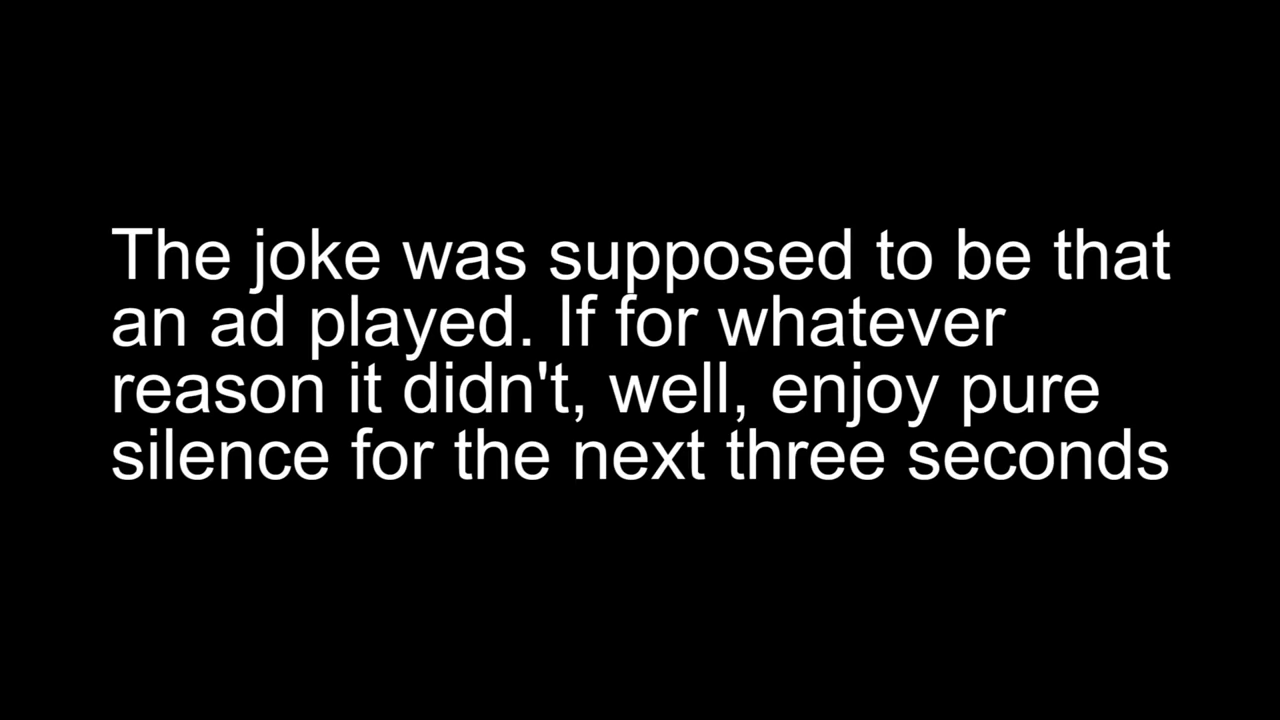 The joke was supposed to be that
an ad played. If for whatever
reason it didn't, well, enjoy pure
silence for the next three seconds